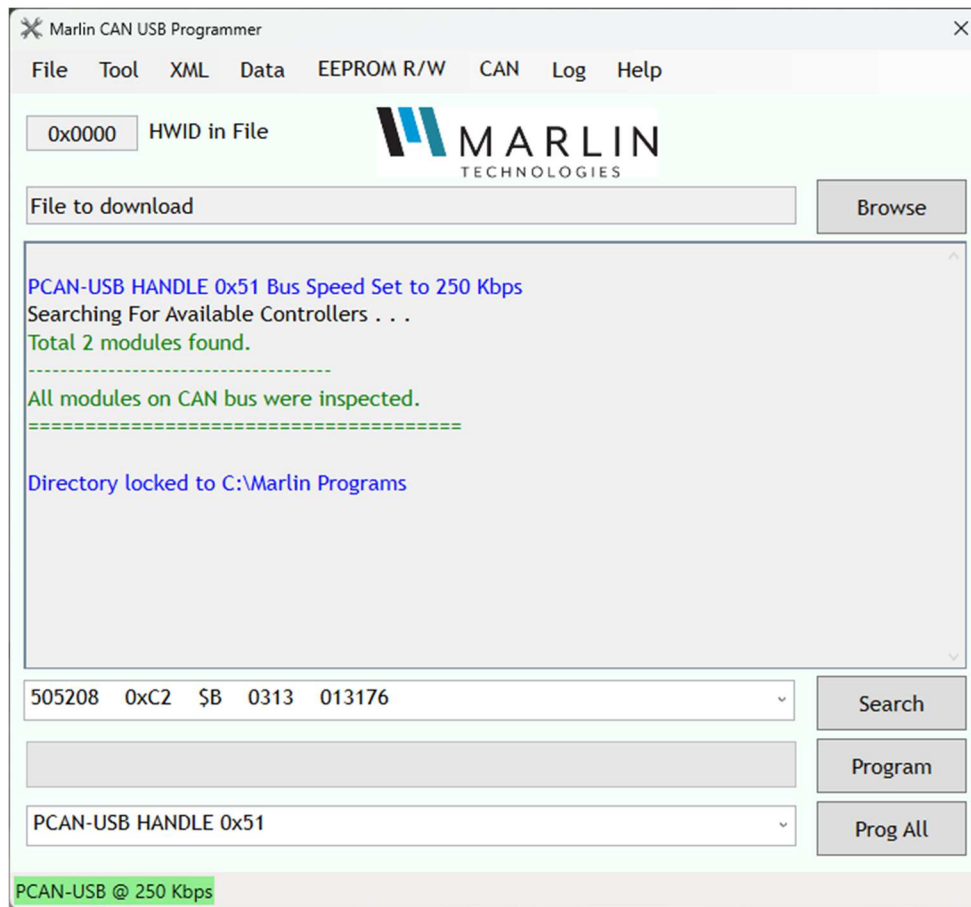 Marlin CAN USB Programmer
File Tool XML Data EEPROM R/W CAN Log Help
0x0000 HWID in File
MARLIN
TECHNOLOGIES
File to download
Browse
PCAN-USB HANDLE 0x51 Bus Speed Set to 250 Kbps
Searching For Available Controllers . . .
Total 2 modules found.
-------------------------------------
All modules on CAN bus were inspected.
======================================
Directory locked to C:\Marlin Programs
505208 0xC2 $B 0313 013176
Search
Program
PCAN-USB HANDLE 0x51
Prog All
PCAN-USB @ 250 Kbps